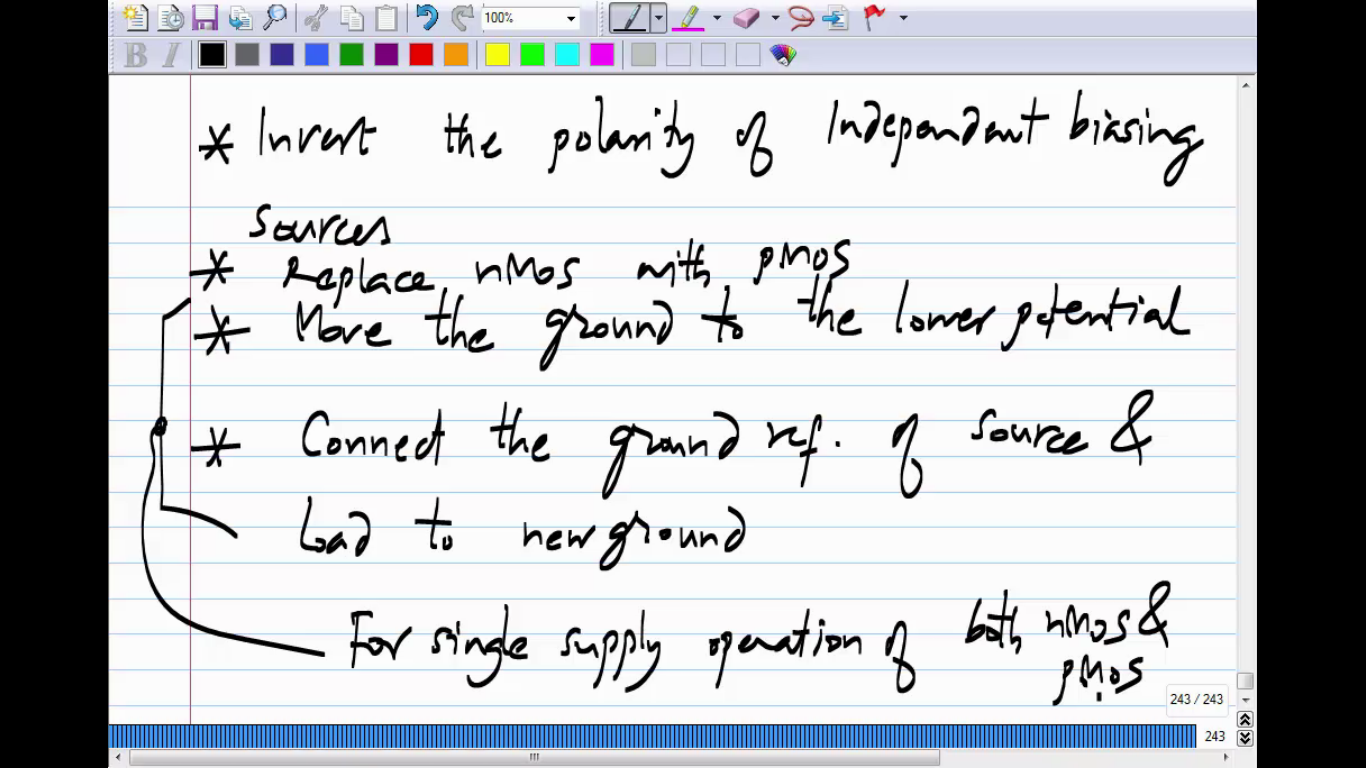 100%
B I
* Invert the polarity of Independent biasing
Sources
* Replace nMOS with pMOS
* Move the ground to the lower potential
* Connect the ground ref. of source &
load to new ground
For single supply operation of both nMOS &
pMOS
243 / 243
243